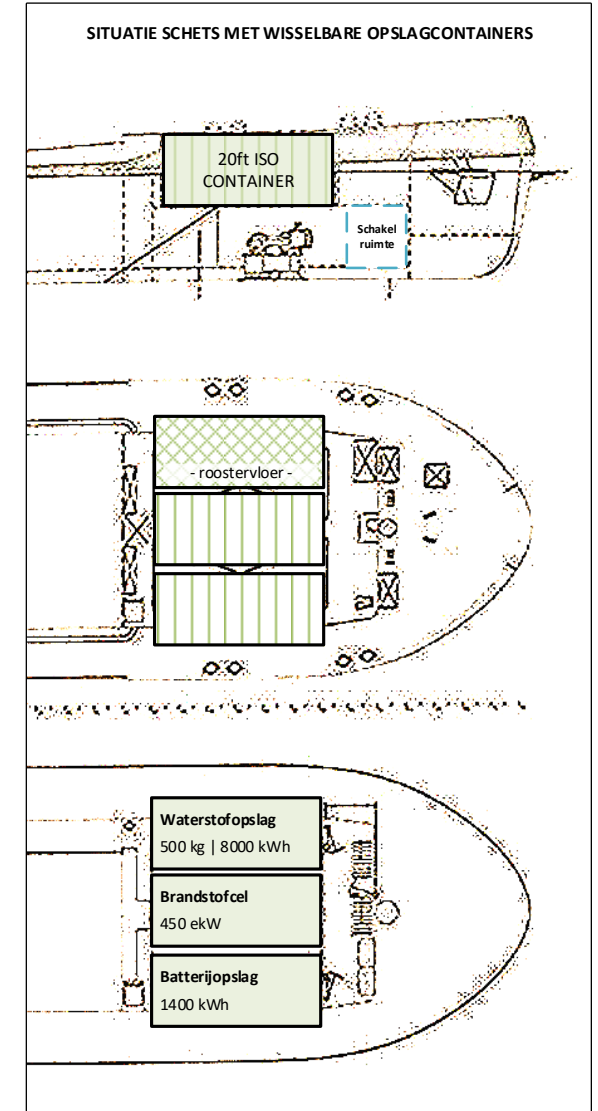 SITUATIE SCHETS MET WISSELBARE OPSLAGCONTAINERS
20ft ISO
CONTAINER
Schakel
ruimte
- roostervloer -
Waterstofopslag
500 kg | 8000 kWh
Brandstofcel
450 ekW
Batterijopslag
1400 kWh